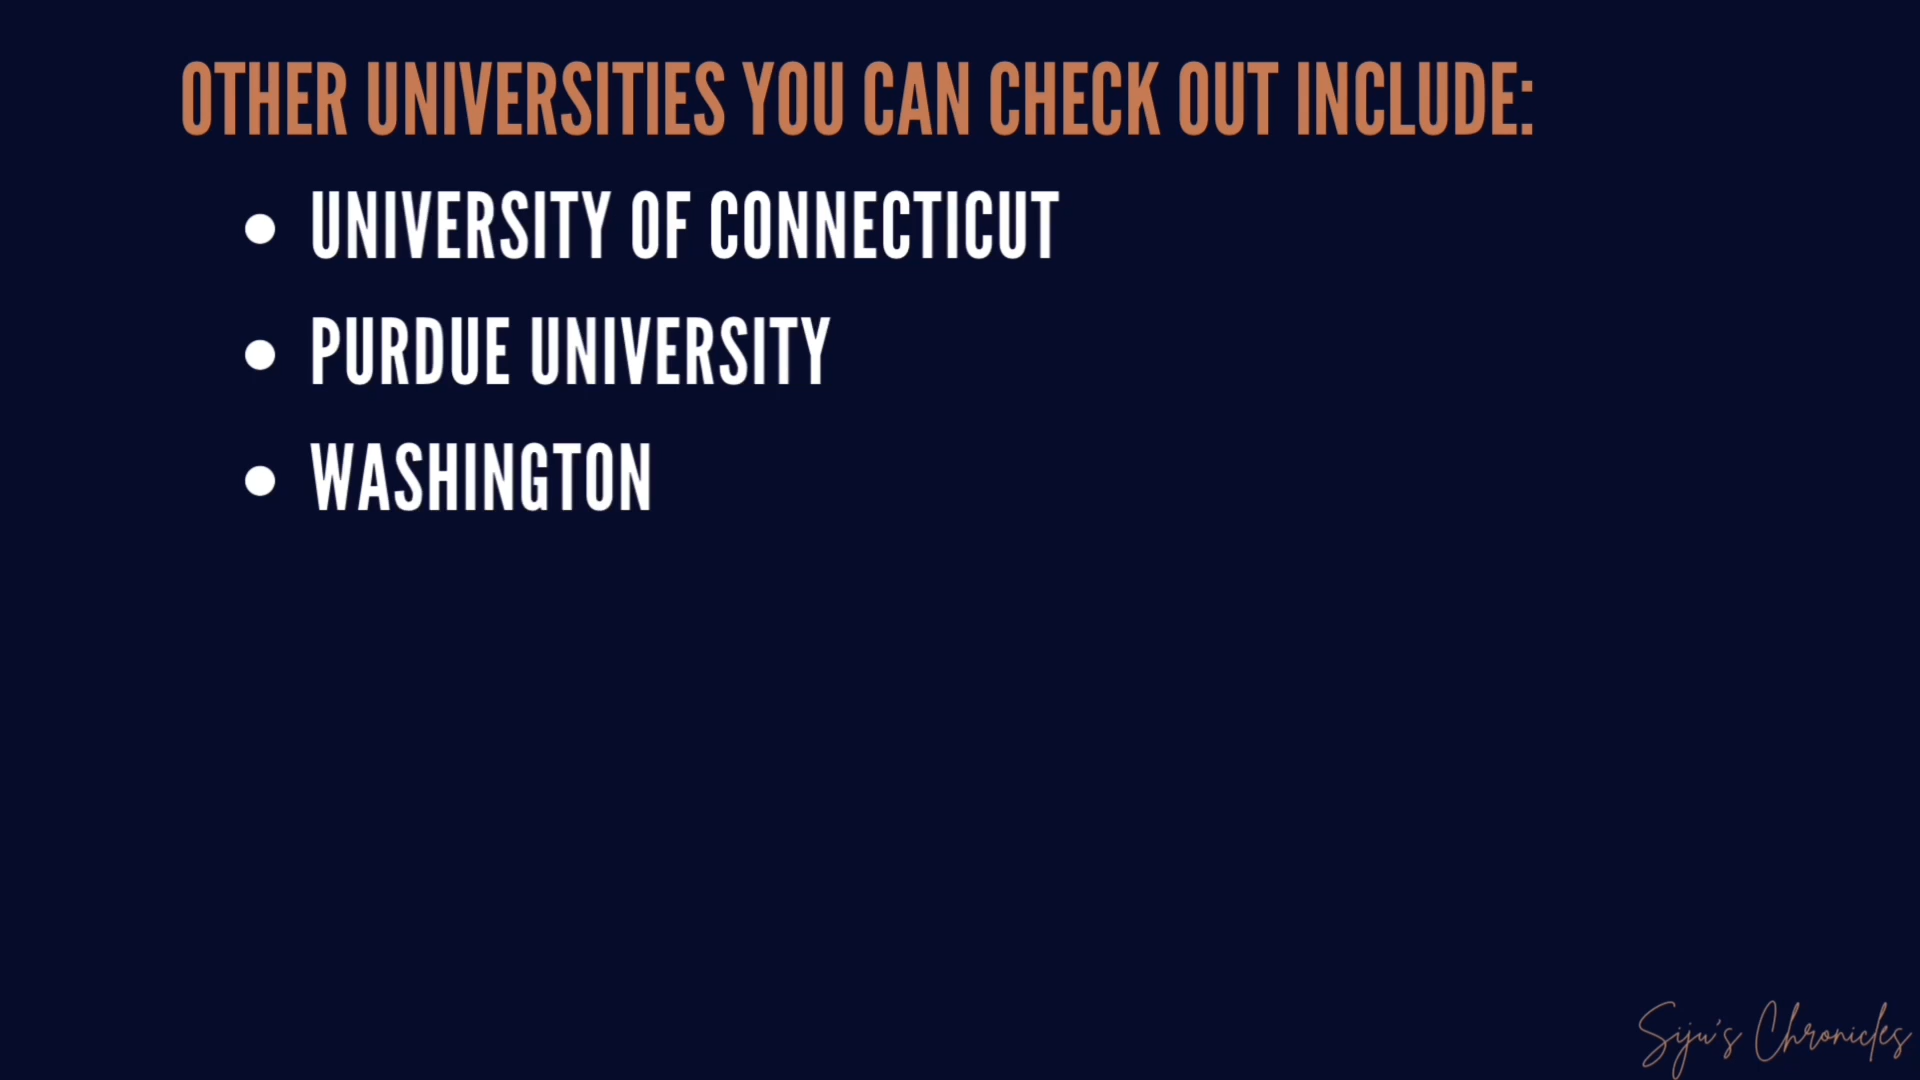 OTHER UNIVERSITIES YOU CAN CHECK OUT INCLUDE:
• UNIVERSITY OF CONNECTICUT
• PURDUE UNIVERSITY
• WASHINGTON
Siju's Chronicles